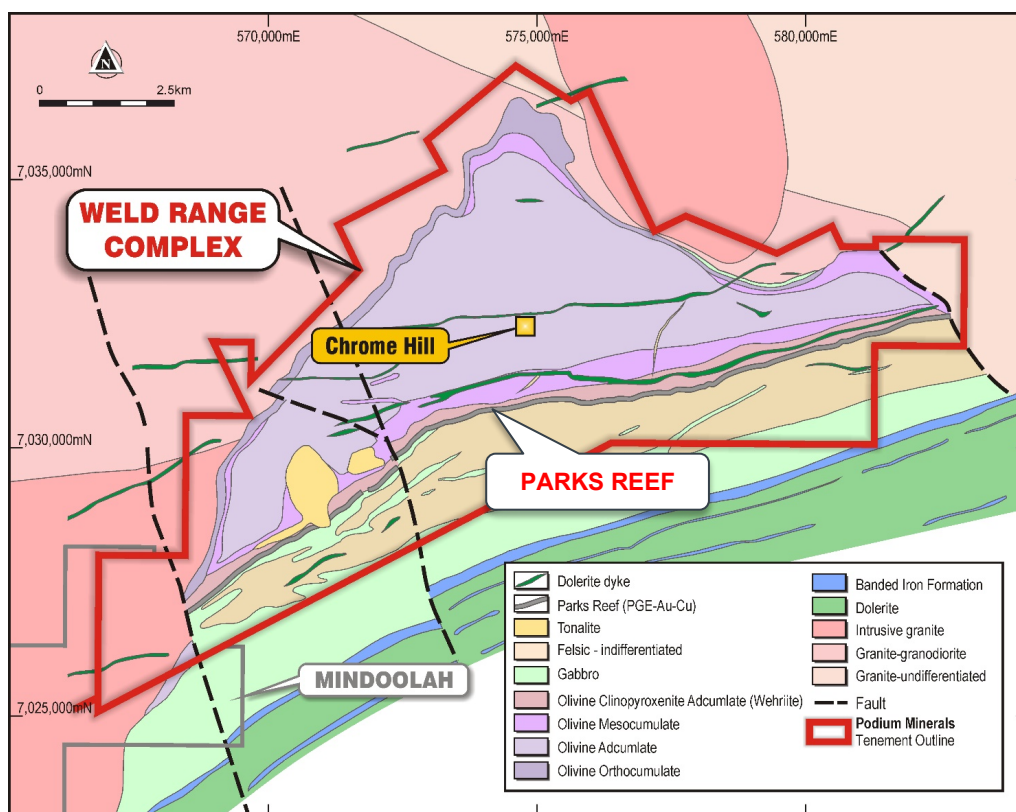 570,000mE
575,000mE
580,000mE
N
0
2.5km
7,035,000mN
WELD RANGE
COMPLEX
Chrome Hill
7,030,000mN
PARKS REEF
MINDOOLAH
7,025,000mN
Dolerite dyke
Parks Reef (PGE-Au-Cu)
Tonalite
Felsic - indifferentiated
Gabbro
Olivine Clinopyroxenite Adcumulate (Wehriite)
Olivine Mesocumulate
Olivine Adcumulate
Olivine Orthocumulate
Banded Iron Formation
Dolerite
Intrusive granite
Granite-granodiorite
Granite-undifferentiated
Fault
Podium Minerals
Tenement Outline